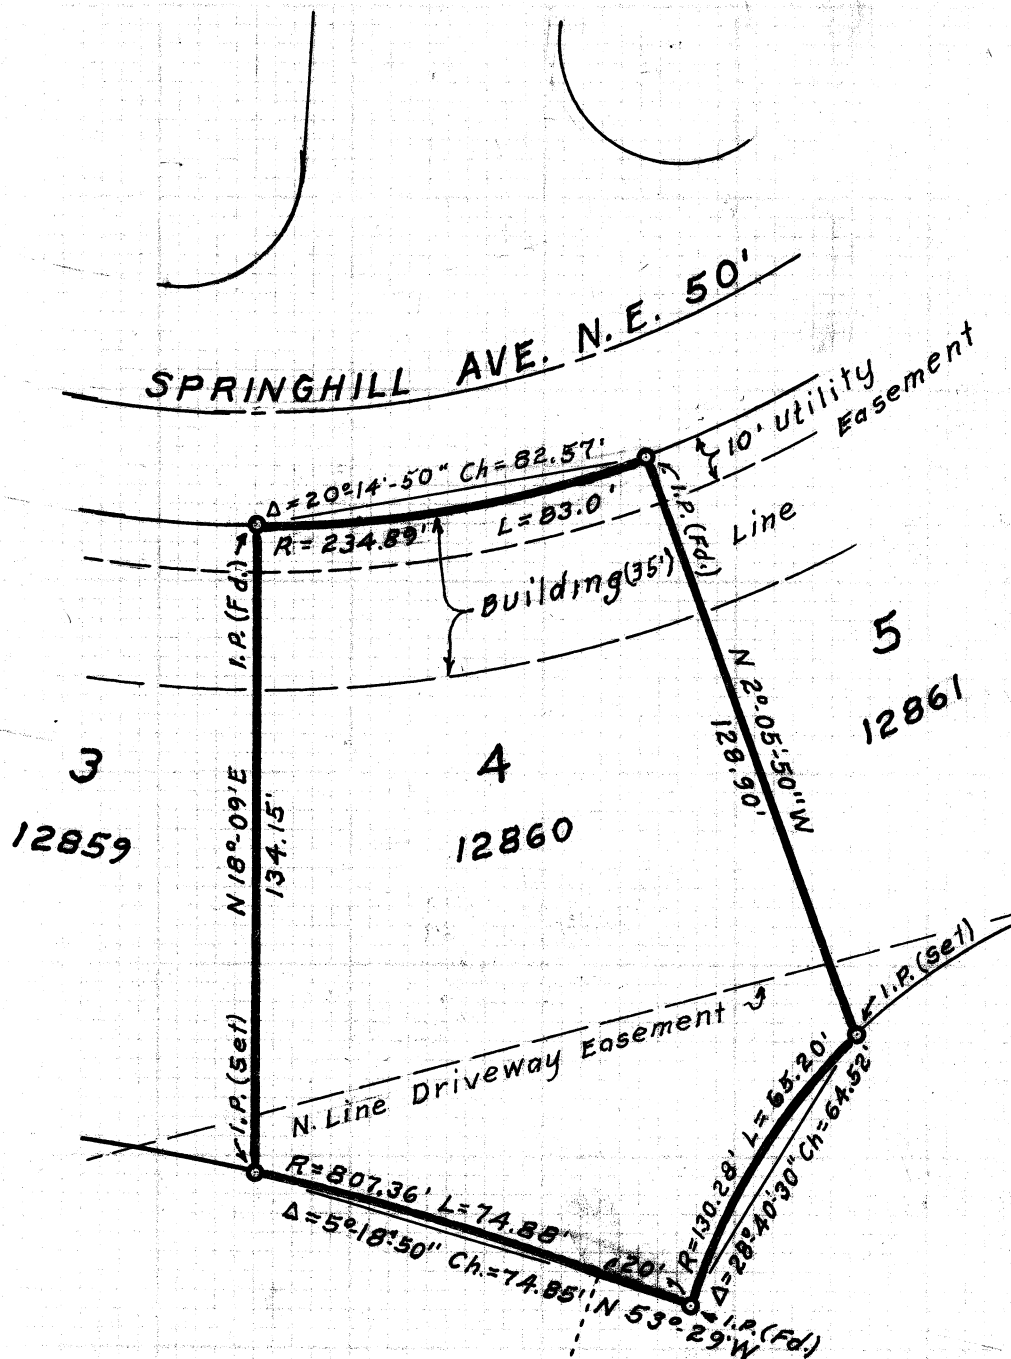 SPRINGHILL AVE. N.E. 50'
10' Utility
Easement
Δ = 20°-14'-50" Ch = 82.57'
R = 234.89' L = 83.0'
I.P. (Fd.)
I.P. (Fd.)
Building (35') Line
3
12859
4
12860
5
12861
N 18°-09' E
134.15'
N 2°-05'-50" W
128.90'
I.P. (Set)
I.P. (Set)
N. Line Driveway Easement
R = 807.36' L = 74.88'
Δ = 5°-18'-50" Ch. = 74.85'
20'
N 53°-29' W
R = 130.28' L = 65.20'
Δ = 28°-40'-30" Ch = 64.52'
I.P. (Fd.)